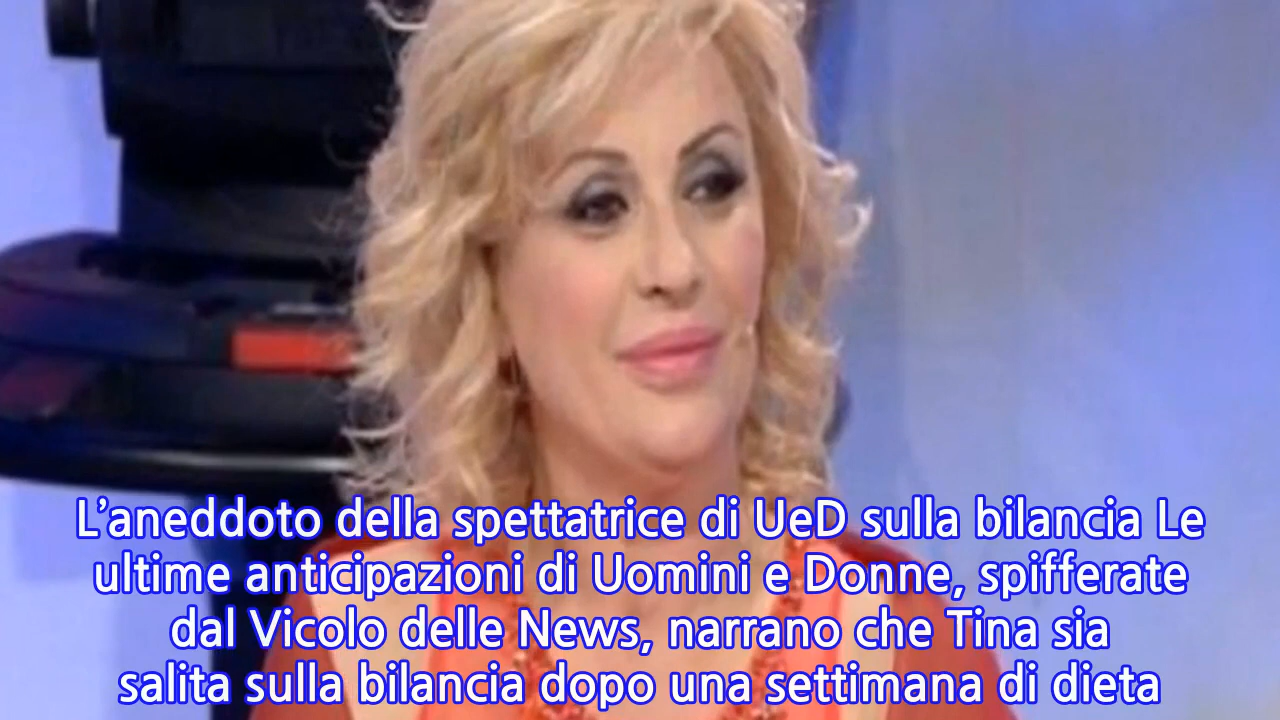 L’aneddoto della spettatrice di UeD sulla bilancia Le
ultime anticipazioni di Uomini e Donne, spifferate
dal Vicolo delle News, narrano che Tina sia
salita sulla bilancia dopo una settimana di dieta